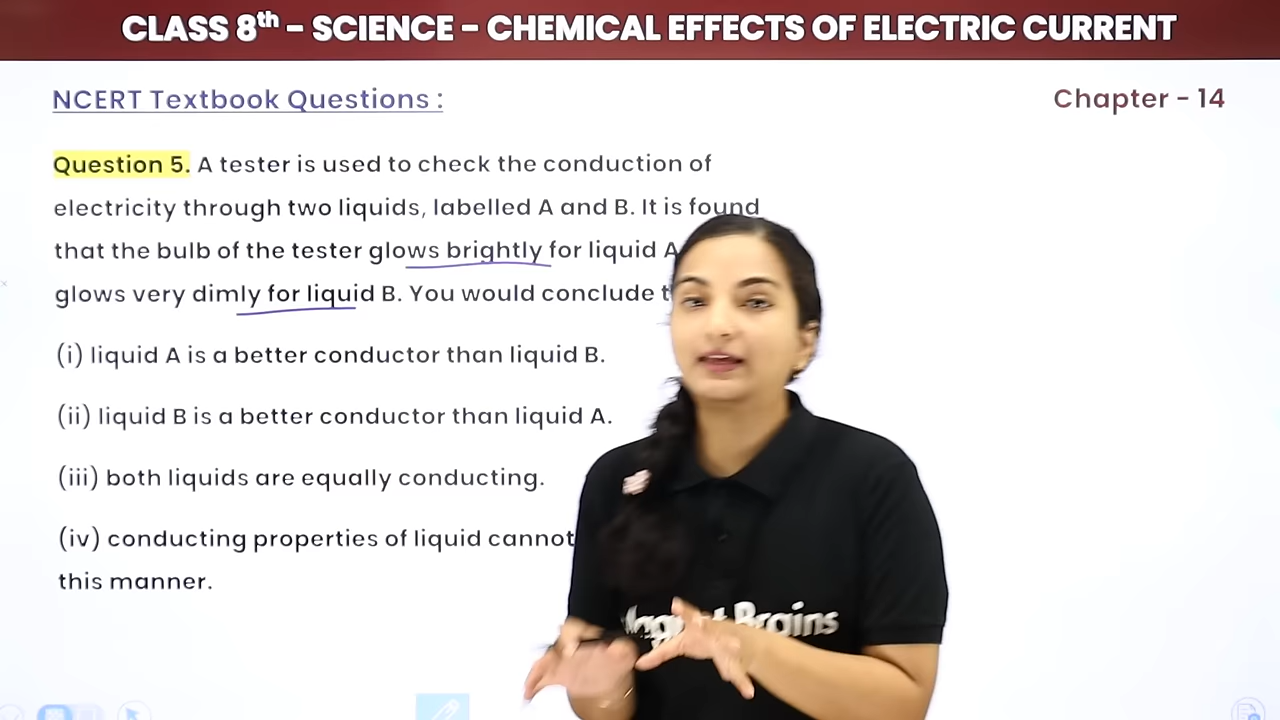 CLASS 8th - SCIENCE - CHEMICAL EFFECTS OF ELECTRIC CURRENT
NCERT Textbook Questions :
Chapter - 14
Question 5. A tester is used to check the conduction of
electricity through two liquids, labelled A and B. It is found
that the bulb of the tester glows brightly for liquid A
glows very dimly for liquid B. You would conclude
(i) liquid A is a better conductor than liquid B.
(ii) liquid B is a better conductor than liquid A.
(iii) both liquids are equally conducting.
(iv) conducting properties of liquid cannot
this manner.
Brains